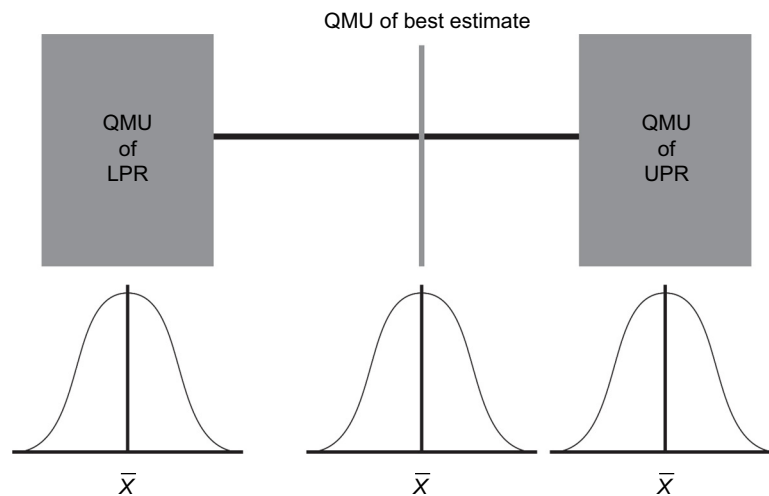 QMU of best estimate
QMU
of
LPR
QMU
of
UPR
X̅
X̅
X̅